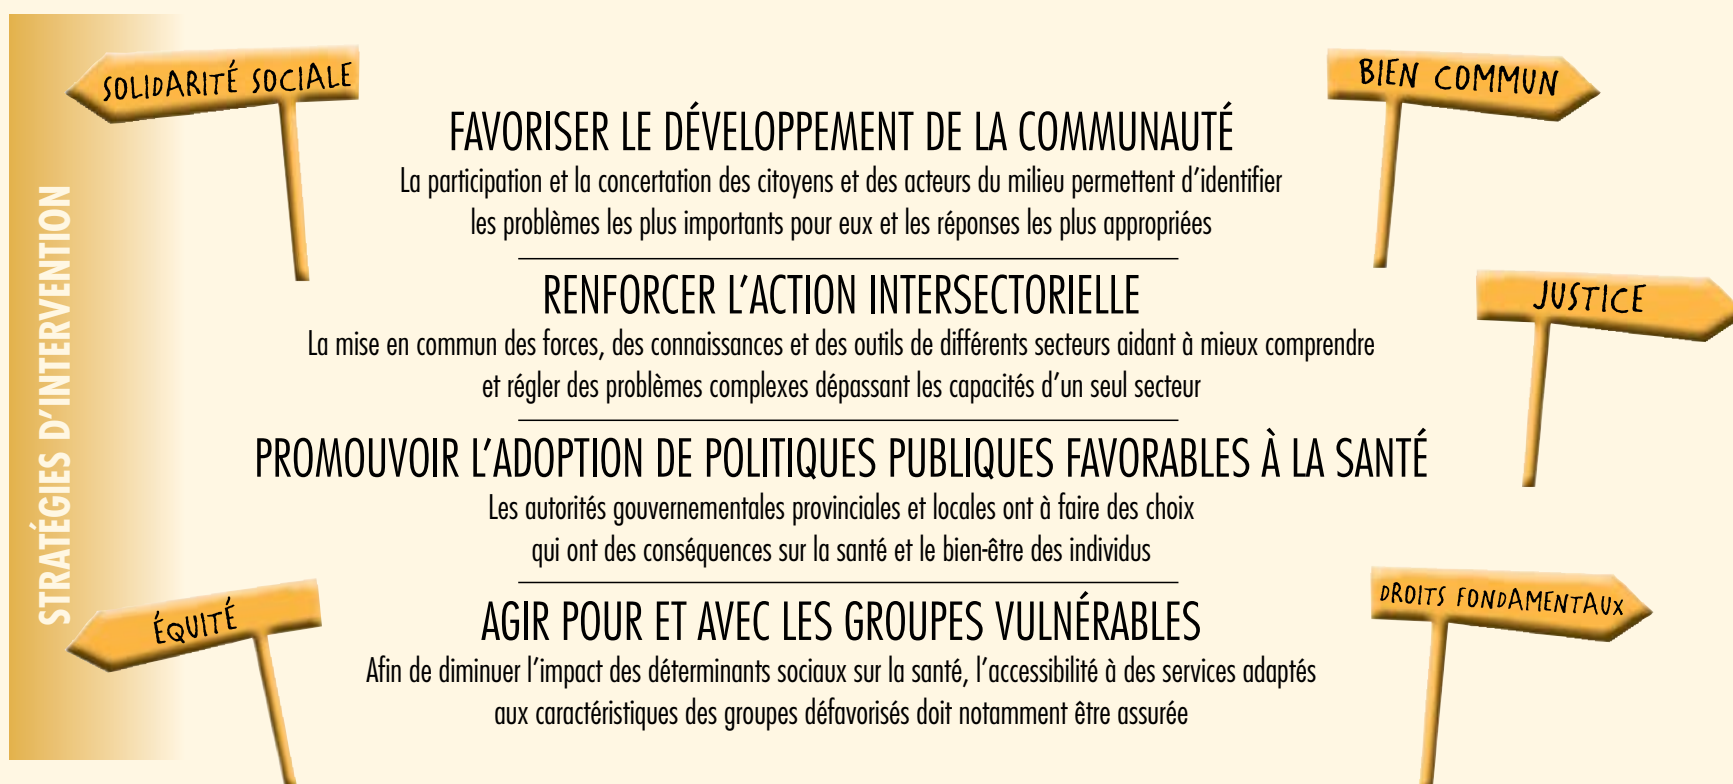 STRATÉGIES D'INTERVENTION
SOLIDARITÉ SOCIALE
BIEN COMMUN
FAVORISER LE DÉVELOPPEMENT DE LA COMMUNAUTÉ
La participation et la concertation des citoyens et des acteurs du milieu permettent d'identifier
les problèmes les plus importants pour eux et les réponses les plus appropriées
RENFORCER L'ACTION INTERSECTORIELLE
JUSTICE
La mise en commun des forces, des connaissances et des outils de différents secteurs aidant à mieux comprendre
et régler des problèmes complexes dépassant les capacités d'un seul secteur
PROMOUVOIR L'ADOPTION DE POLITIQUES PUBLIQUES FAVORABLES À LA SANTÉ
Les autorités gouvernementales provinciales et locales ont à faire des choix
qui ont des conséquences sur la santé et le bien-être des individus
ÉQUITÉ
DROITS FONDAMENTAUX
AGIR POUR ET AVEC LES GROUPES VULNÉRABLES
Afin de diminuer l'impact des déterminants sociaux sur la santé, l'accessibilité à des services adaptés
aux caractéristiques des groupes défavorisés doit notamment être assurée